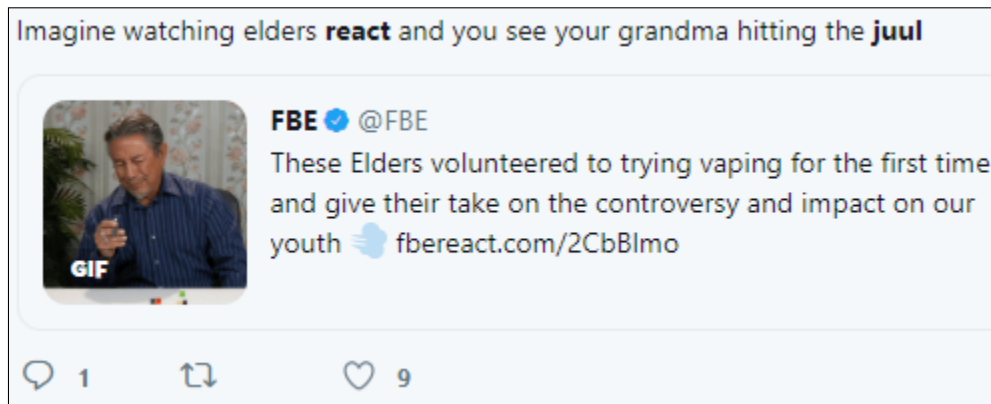 Imagine watching elders react and you see your grandma hitting the juul
FBE @FBE
These Elders volunteered to trying vaping for the first time
and give their take on the controversy and impact on our
youth 💨 fbereact.com/2CbBlmo
GIF
1 9